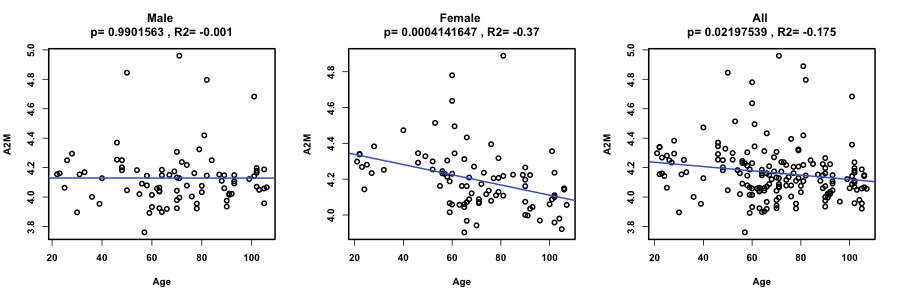 Male
p= 0.9901563 , R2= -0.001
A2M
5.0
4.8
4.6
4.4
4.2
4.0
3.8
20 40 60 80 100
Age
Female
p= 0.0004141647 , R2= -0.37
A2M
4.8
4.6
4.4
4.2
4.0
20 40 60 80 100
Age
All
p= 0.02197539 , R2= -0.175
A2M
5.0
4.8
4.6
4.4
4.2
4.0
3.8
20 40 60 80 100
Age